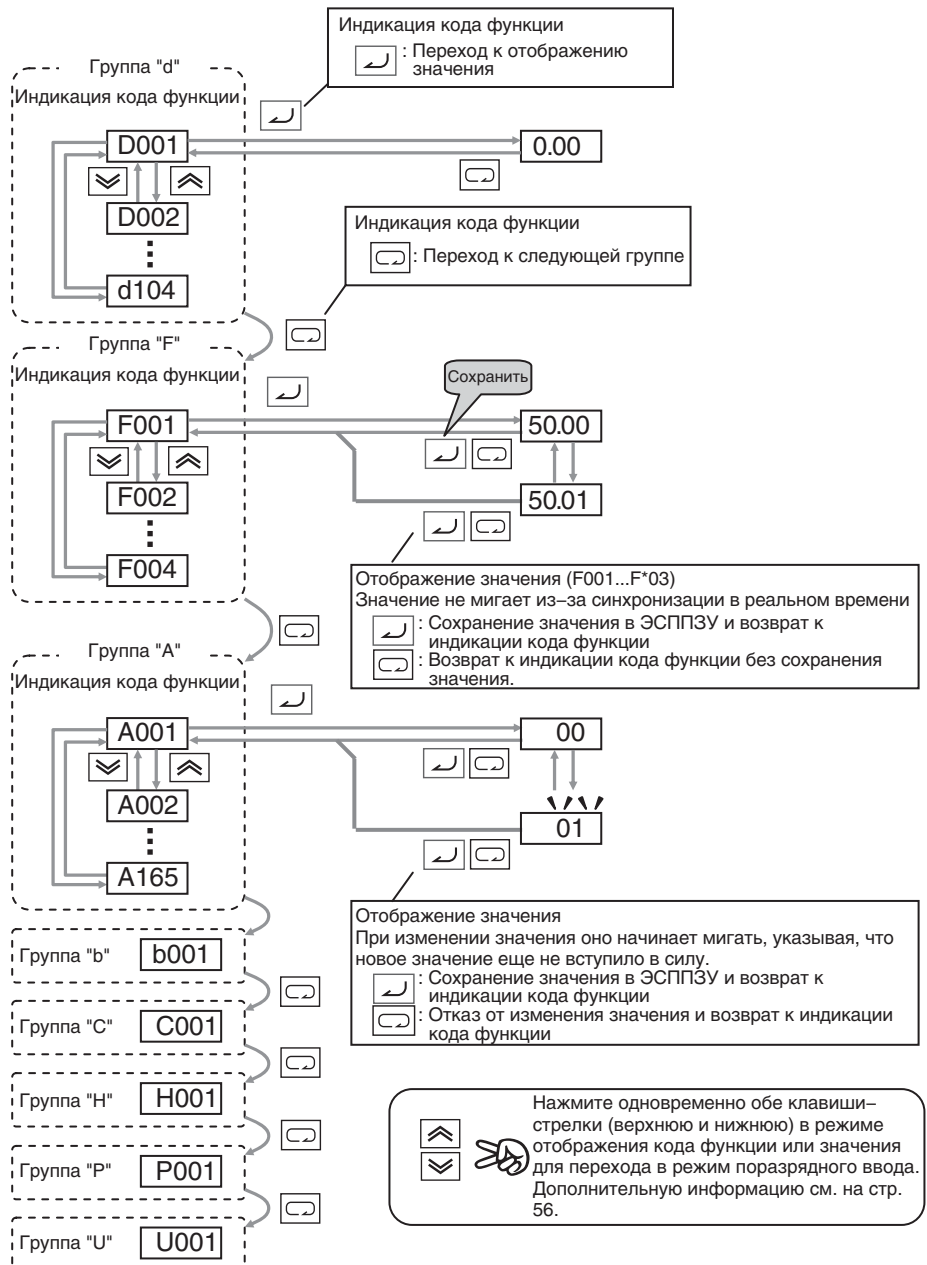 Индикация кода функции
: Переход к отображению
значения
Группа "d"
Индикация кода функции
D001
0.00
D002
d104
Индикация кода функции
: Переход к следующей группе
Группа "F"
Индикация кода функции
Сохранить
F001
50.00
F002
50.01
F004
Отображение значения (F001...F*03)
Значение не мигает из–за синхронизации в реальном времени
: Сохранение значения в ЭСППЗУ и возврат к
индикации кода функции
: Возврат к индикации кода функции без сохранения
значения.
Группа "A"
Индикация кода функции
A001
00
A002
01
A165
Отображение значения
При изменении значения оно начинает мигать, указывая, что
новое значение еще не вступило в силу.
: Сохранение значения в ЭСППЗУ и возврат к
индикации кода функции
: Отказ от изменения значения и возврат к индикации
кода функции
Группа "b"
b001
Группа "C"
C001
Группа "H"
H001
Группа "P"
P001
Группа "U"
U001
Нажмите одновременно обе клавиши–
стрелки (верхнюю и нижнюю) в режиме
отображения кода функции или значения
для перехода в режим поразрядного ввода.
Дополнительную информацию см. на стр.
56.